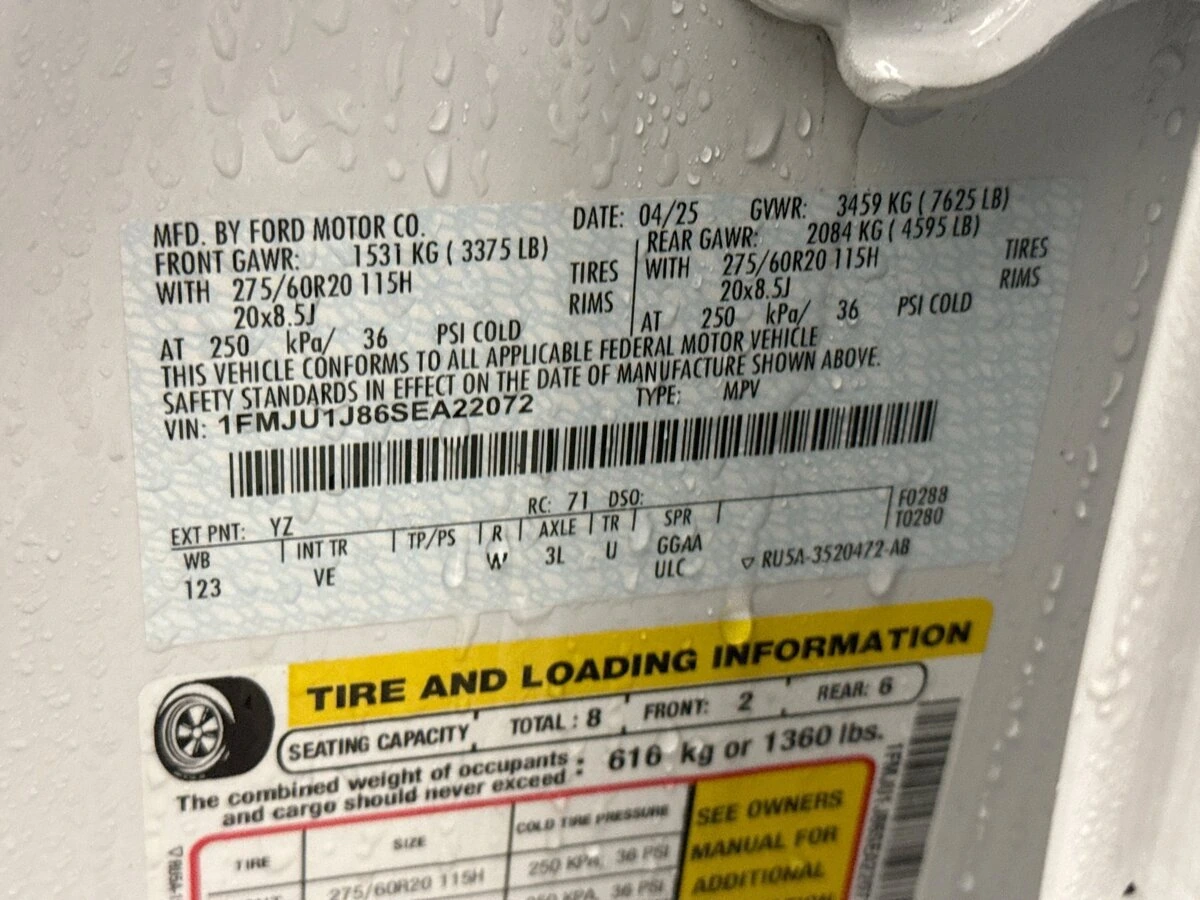 MFD. BY FORD MOTOR CO. DATE: 04/25 GVWR: 3459 KG ( 7625 LB)
FRONT GAWR: 1531 KG ( 3375 LB) REAR GAWR: 2084 KG ( 4595 LB)
WITH 275/60R20 115H TIRES WITH 275/60R20 115H TIRES
20x8.5J RIMS 20x8.5J RIMS
AT 250 kPa/ 36 PSI COLD AT 250 kPa/ 36 PSI COLD
THIS VEHICLE CONFORMS TO ALL APPLICABLE FEDERAL MOTOR VEHICLE
SAFETY STANDARDS IN EFFECT ON THE DATE OF MANUFACTURE SHOWN ABOVE.
VIN: 1FMJU1J86SEA22072 TYPE: MPV
EXT PNT: YZ RC: 71 DSO: F0288
WB INT TR TP/PS R AXLE TR SPR T0280
123 VE W 3L U GGAA
ULC ▽ RU5A-3520472-AB
TIRE AND LOADING INFORMATION
SEATING CAPACITY TOTAL : 8 FRONT: 2 REAR: 6
The combined weight of occupants
and cargo should never exceed : 616 kg or 1360 lbs.
TIRE SIZE COLD TIRE PRESSURE
275/60R20 115H 250 KPA, 36 PSI
250 KPA, 36 PSI
SEE OWNERS
MANUAL FOR
ADDITIONAL